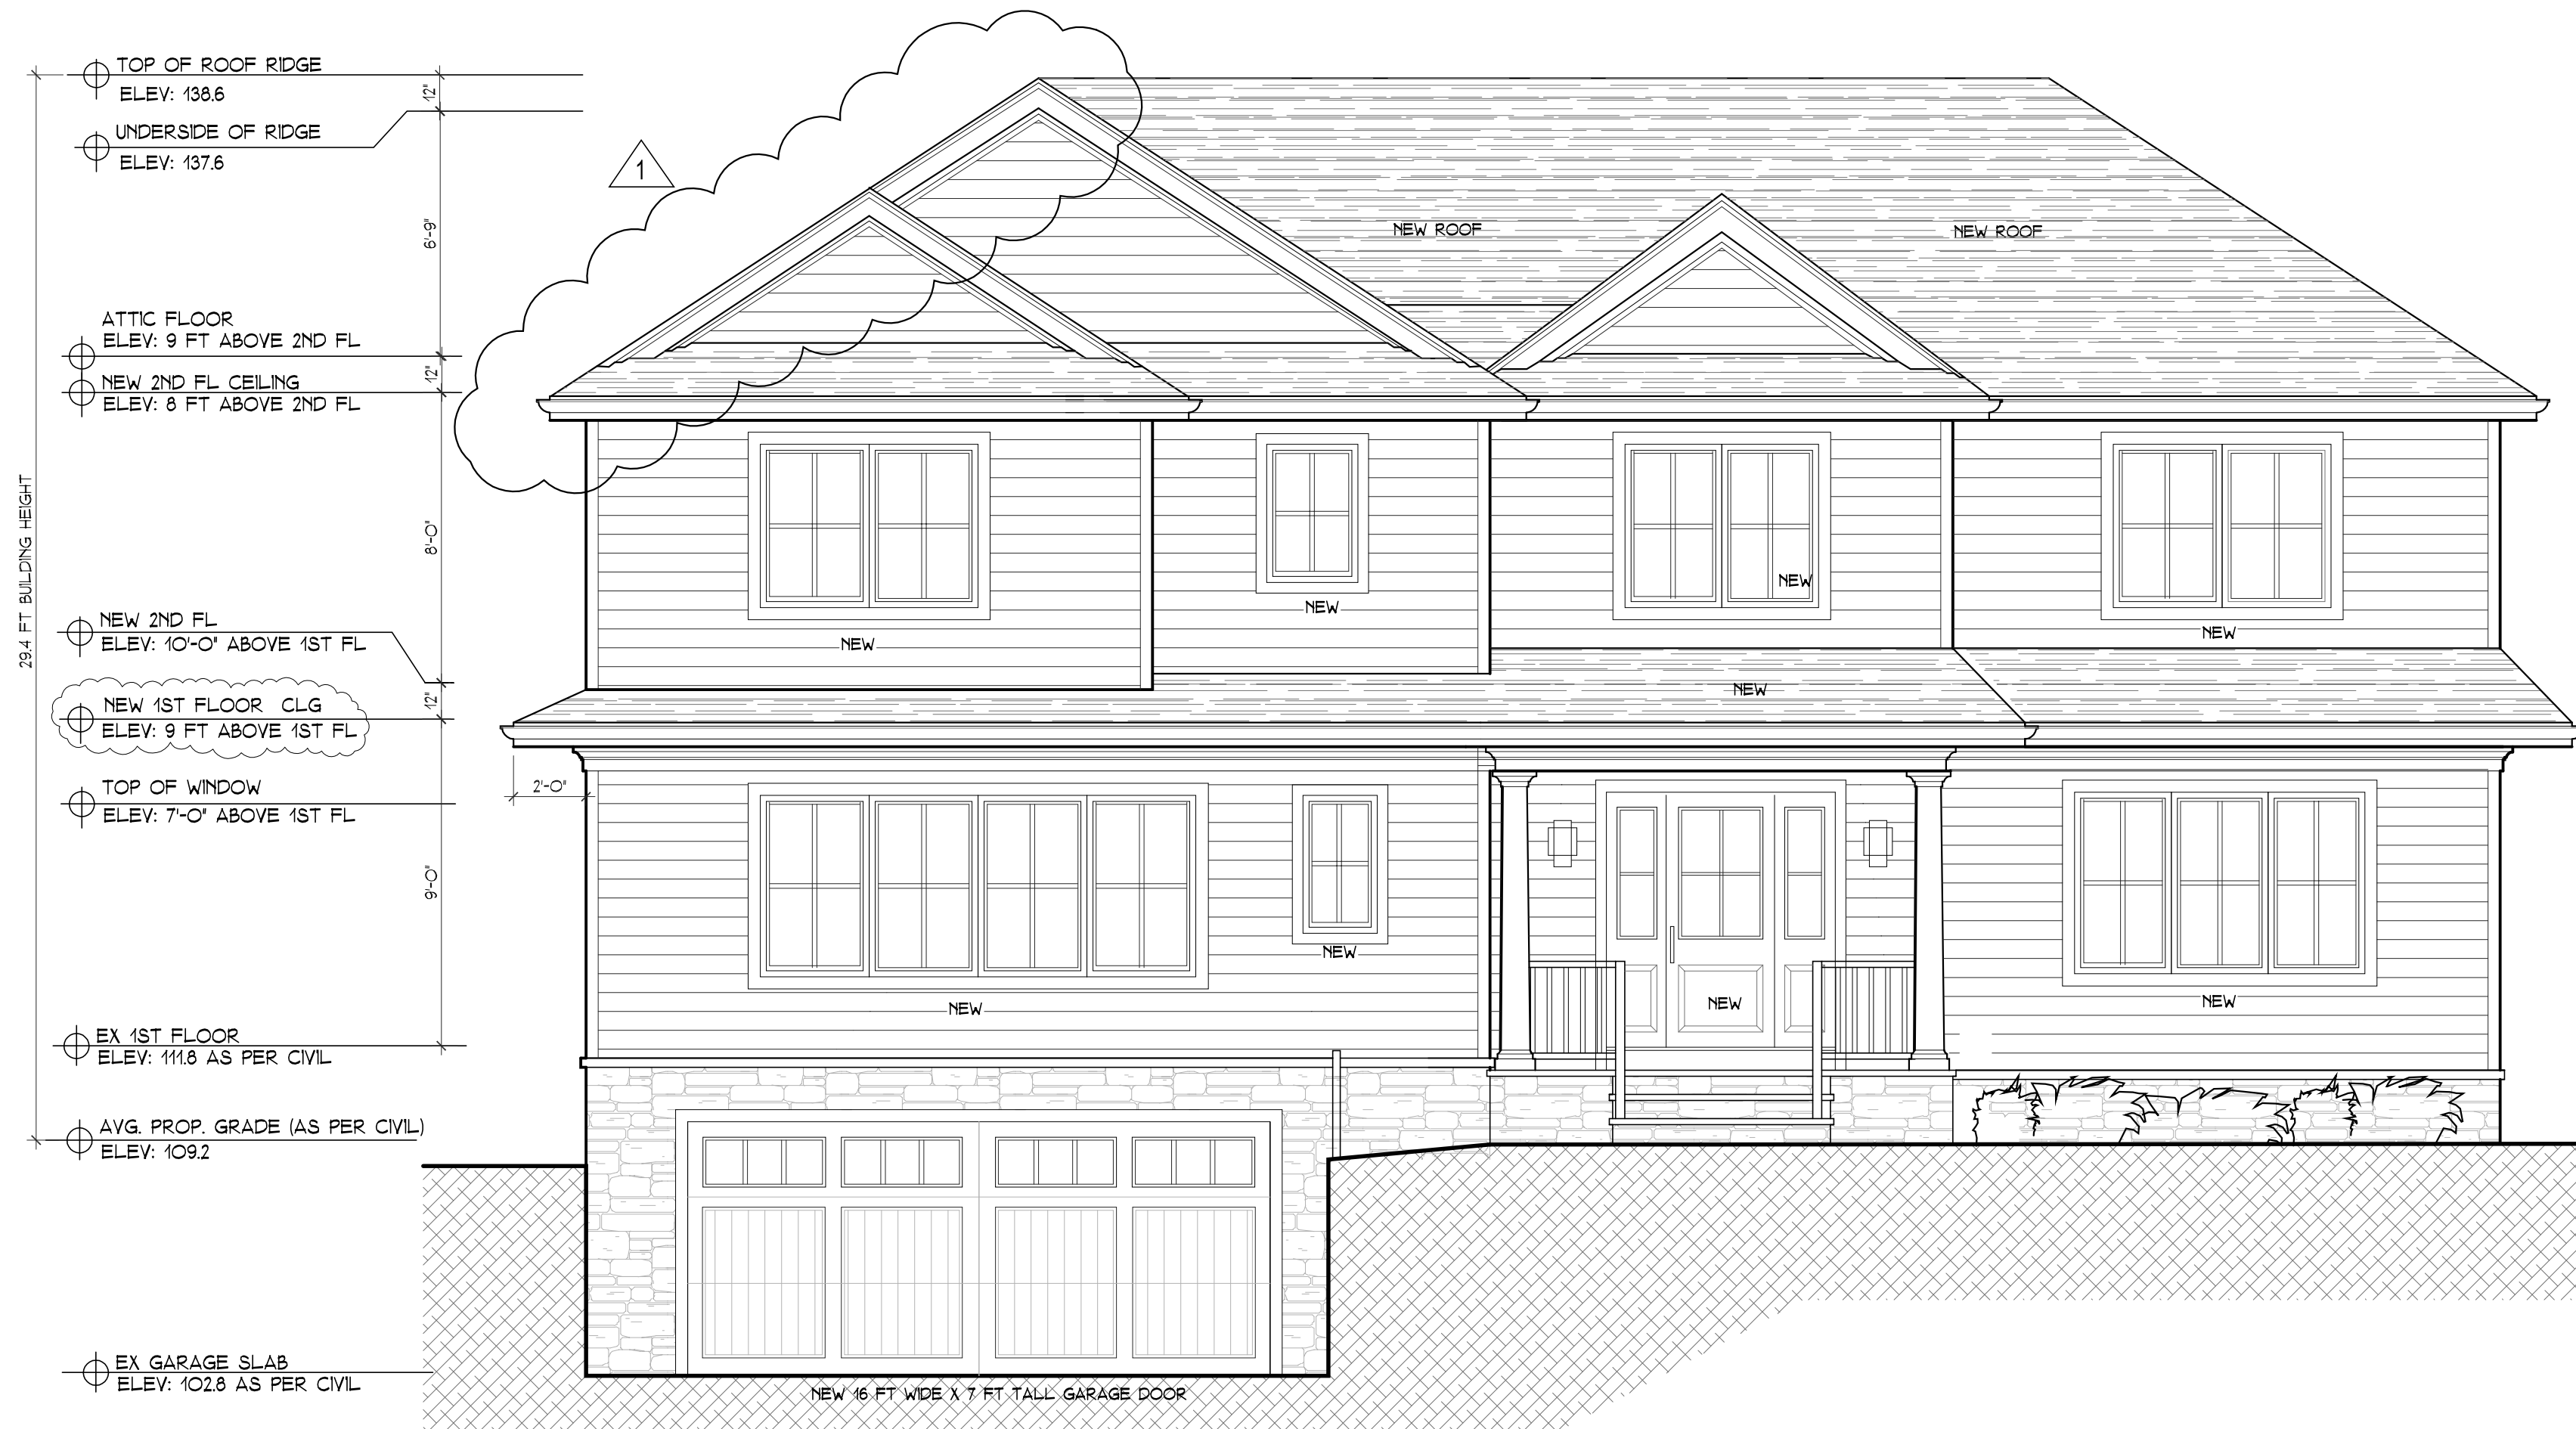 TOP OF ROOF RIDGE
ELEV: 138.6
12"
UNDERSIDE OF RIDGE
ELEV: 137.6
1
6'-9"
NEW ROOF
NEW ROOF
ATTIC FLOOR
ELEV: 9 FT ABOVE 2ND FL
12"
NEW 2ND FL CEILING
ELEV: 8 FT ABOVE 2ND FL
29.4 FT BUILDING HEIGHT
8'-0"
NEW
NEW
NEW
NEW
NEW 2ND FL
ELEV: 10'-0" ABOVE 1ST FL
12"
NEW
NEW 1ST FLOOR CLG
ELEV: 9 FT ABOVE 1ST FL
TOP OF WINDOW
ELEV: 7'-0" ABOVE 1ST FL
2'-0"
9'-0"
NEW
NEW
NEW
NEW
EX 1ST FLOOR
ELEV: 111.8 AS PER CIVIL
AVG. PROP. GRADE (AS PER CIVIL)
ELEV: 109.2
EX GARAGE SLAB
ELEV: 102.8 AS PER CIVIL
NEW 16 FT WIDE X 7 FT TALL GARAGE DOOR